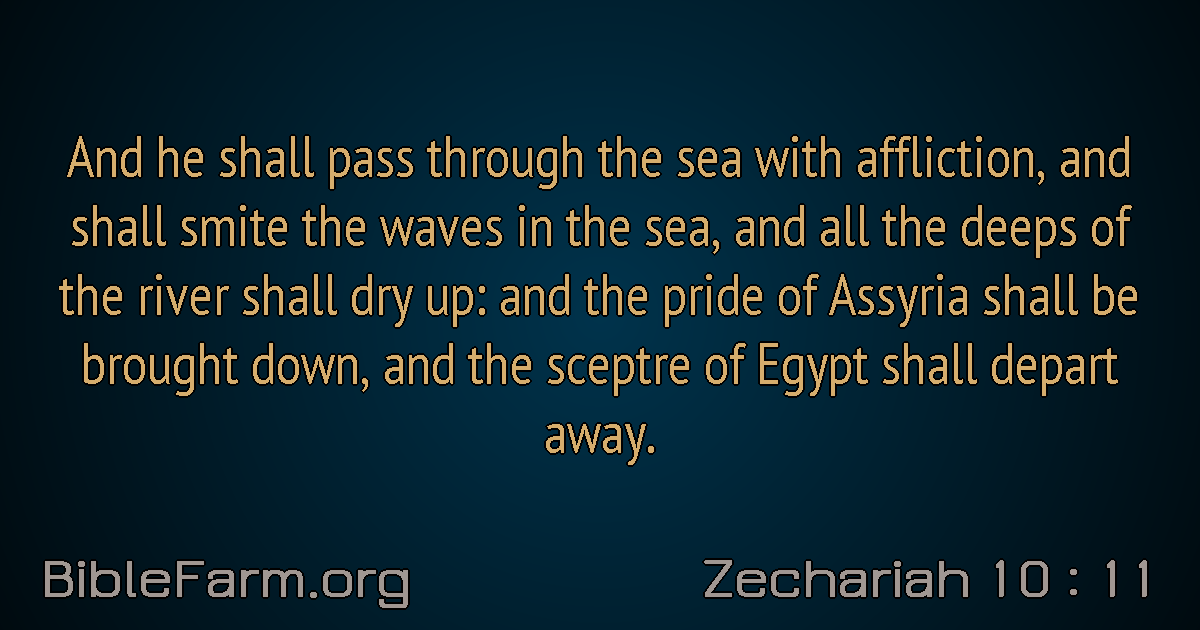 And he shall pass through the sea with affliction, and
shall smite the waves in the sea, and all the deeps of
the river shall dry up: and the pride of Assyria shall be
brought down, and the sceptre of Egypt shall depart
away.
BibleFarm.org
Zechariah 10 : 11